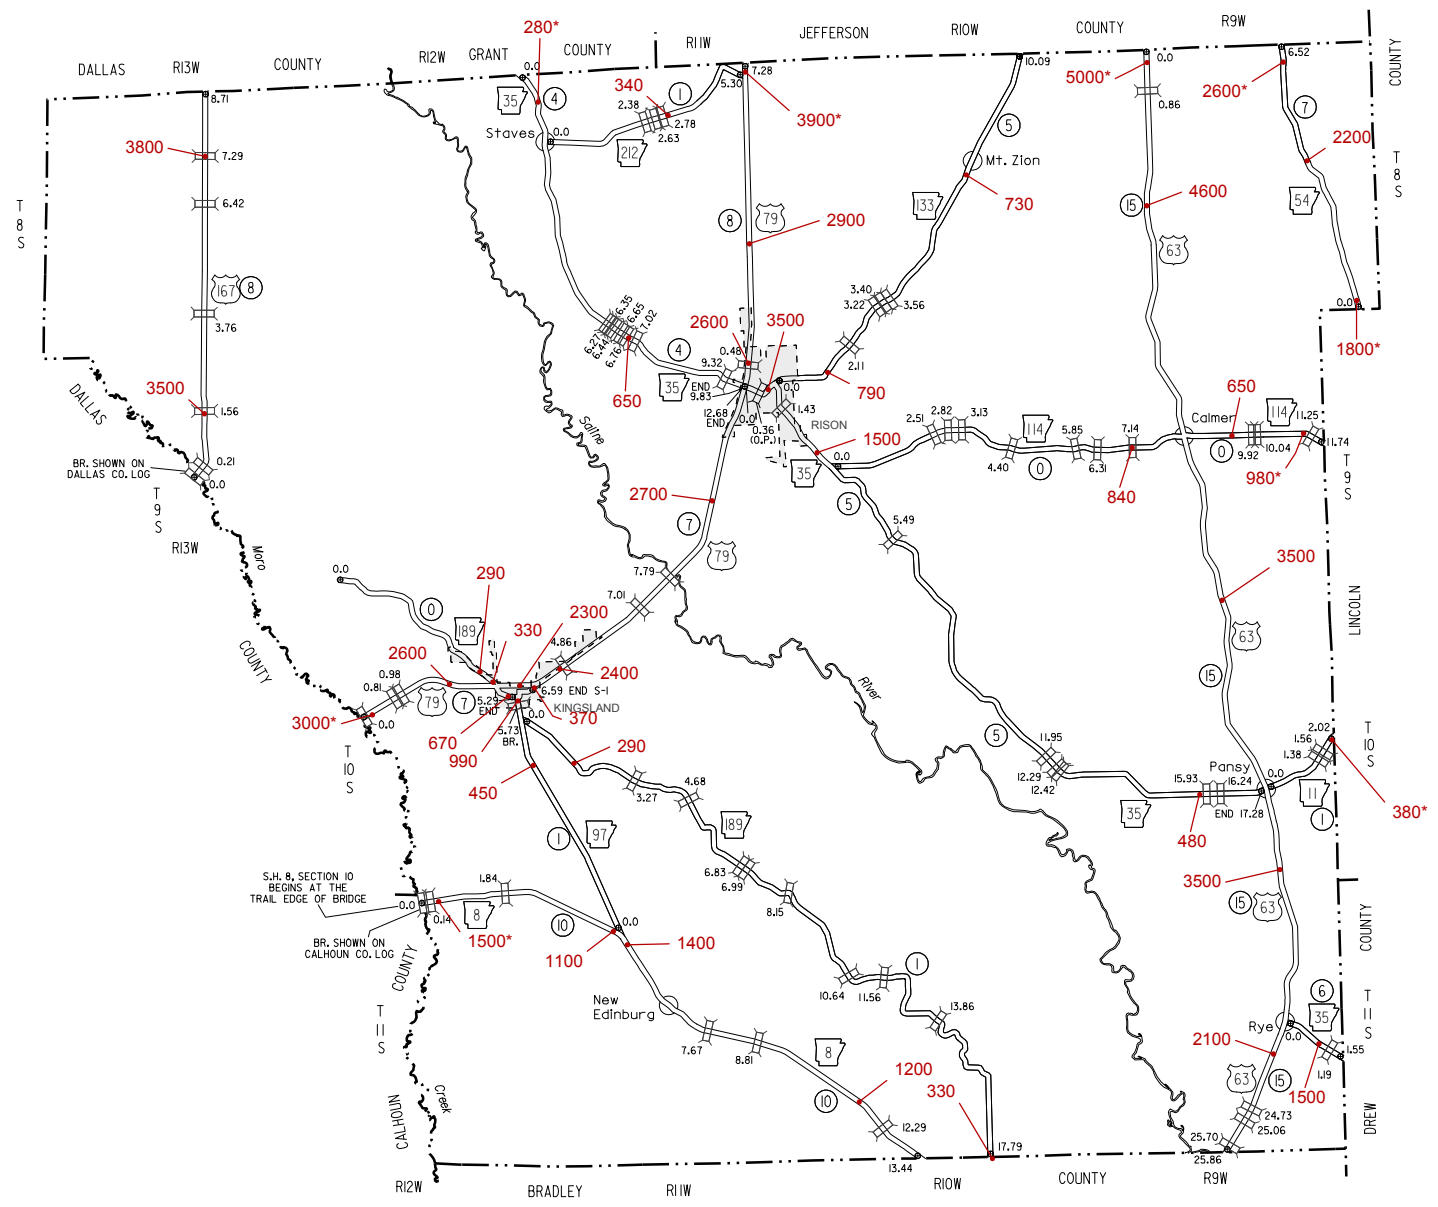 DALLAS
R13W
COUNTY
R12W
GRANT
COUNTY
R11W
JEFFERSON
R10W
COUNTY
R9W
COUNTY
280*
0.0
35
4
340
1
2.38
2.78
2.63
212
Staves
0.0
5.30
7.28
3900*
10.09
5
Mt. Zion
730
133
5000*
0.0
0.86
4600
15
63
6.52
2600*
7
2200
54
0.0
1800*
T
8
S
T
8
S
8.71
3800
7.29
6.42
167
8
3.76
3500
1.56
0.21
0.0
BR. SHOWN ON
DALLAS CO. LOG
DALLAS
T
9
S
R13W
Moro
COUNTY
8
79
2900
6.35
6.65
7.02
6.27
6.44
6.76
650
4
35
2600
0.48
9.32
END
9.83
12.68
END
0.0
0.36
(O.P.)
3500
0.0
1.43
RISON
790
2.11
3.40
3.22
3.56
1500
35
0.0
5
2.51
2.82
3.13
4.40
114
0
5.85
6.31
7.14
840
Calmer
650
114
0
9.92
10.04
11.25
11.74
980*
T
9
S
Saline
River
2700
7
79
7.79
7.01
5.49
3500
63
15
LINCOLN
0.0
0
189
290
330
2300
4.86
2400
2600
0.98
0.81
79
7
3000*
0.0
5.29
END
6.59 END S-1
KINGSLAND
370
670
990
5.73
BR.
0.0
450
290
3.27
4.68
189
1
97
6.83
6.99
8.15
T
10
S
5
11.95
12.29
12.42
35
15.93
16.24
END 17.28
480
Pansy
0.0
1.38
1.56
2.02
11
1
380*
T
10
S
3500
15
63
S.H. 8, SECTION 10
BEGINS AT THE
TRAIL EDGE OF BRIDGE
0.0
0.14
1.84
8
10
1500*
BR. SHOWN ON
CALHOUN CO. LOG
1100
0.0
1400
COUNTY
T
11
S
CALHOUN
Creek
New
Edinburg
7.67
8.81
8
10
1200
12.29
13.44
10.64
11.56
1
13.86
330
17.79
COUNTY
T
11
S
6
35
Rye
0.0
1.55
1.19
1500
2100
63
15
24.73
25.06
25.70
25.86
DREW
R12W
BRADLEY
R11W
R10W
COUNTY
R9W